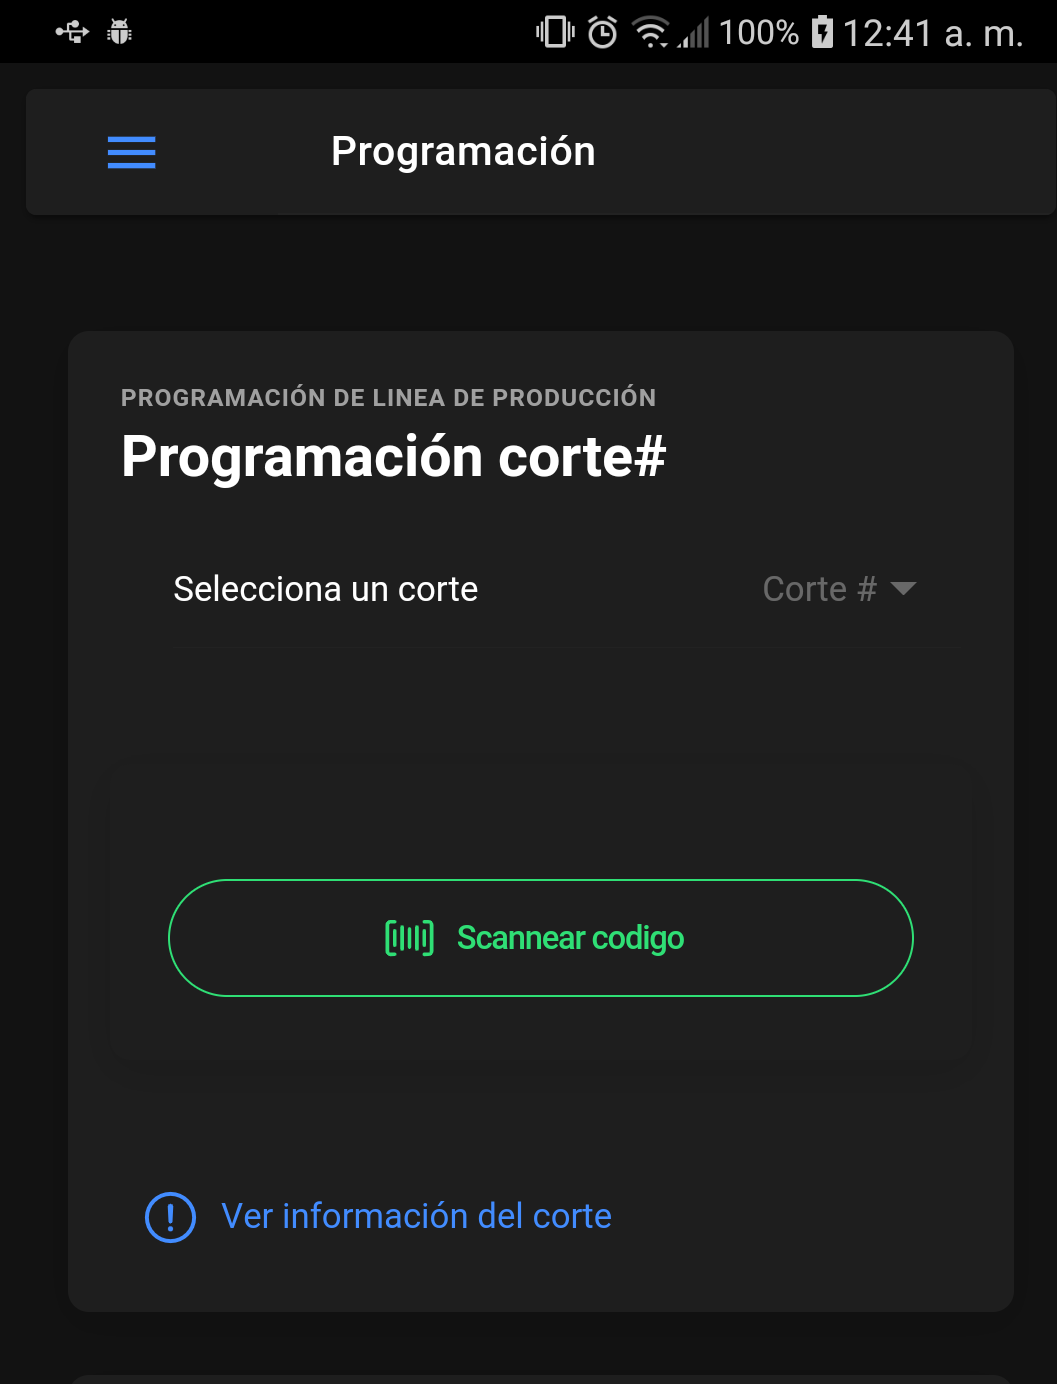 100% 12:41 a. m.
Programación
PROGRAMACIÓN DE LINEA DE PRODUCCIÓN
Programación corte#
Selecciona un corte Corte #
Scannear codigo
Ver información del corte